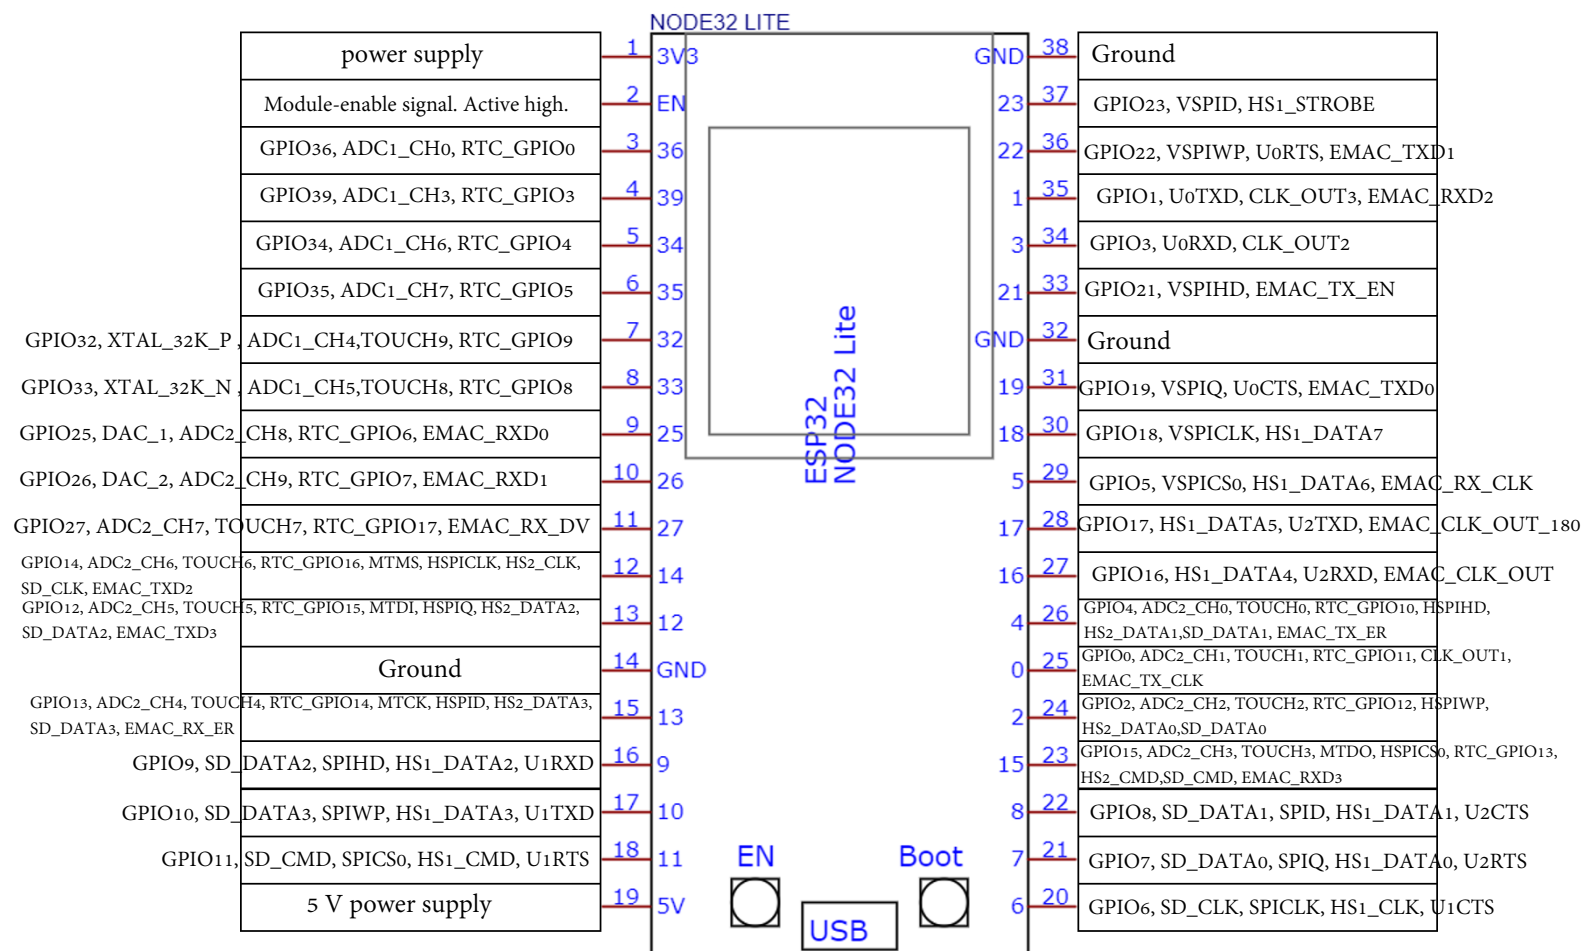 NODE32 LITE
power supply 1 3V3
Module-enable signal. Active high. 2 EN
GPIO36, ADC1_CH0, RTC_GPIO0 3 36
GPIO39, ADC1_CH3, RTC_GPIO3 4 39
GPIO34, ADC1_CH6, RTC_GPIO4 5 34
GPIO35, ADC1_CH7, RTC_GPIO5 6 35
GPIO32, XTAL_32K_P , ADC1_CH4,TOUCH9, RTC_GPIO9 7 32
GPIO33, XTAL_32K_N , ADC1_CH5,TOUCH8, RTC_GPIO8 8 33
GPIO25, DAC_1, ADC2_CH8, RTC_GPIO6, EMAC_RXD0 9 25
GPIO26, DAC_2, ADC2_CH9, RTC_GPIO7, EMAC_RXD1 10 26
GPIO27, ADC2_CH7, TOUCH7, RTC_GPIO17, EMAC_RX_DV 11 27
GPIO14, ADC2_CH6, TOUCH6, RTC_GPIO16, MTMS, HSPICLK, HS2_CLK,
SD_CLK, EMAC_TXD2 12 14
GPIO12, ADC2_CH5, TOUCH5, RTC_GPIO15, MTDI, HSPIQ, HS2_DATA2,
SD_DATA2, EMAC_TXD3 13 12
Ground 14 GND
GPIO13, ADC2_CH4, TOUCH4, RTC_GPIO14, MTCK, HSPID, HS2_DATA3,
SD_DATA3, EMAC_RX_ER 15 13
GPIO9, SD_DATA2, SPIHD, HS1_DATA2, U1RXD 16 9
GPIO10, SD_DATA3, SPIWP, HS1_DATA3, U1TXD 17 10
GPIO11, SD_CMD, SPICS0, HS1_CMD, U1RTS 18 11
5 V power supply 19 5V
ESP32
NODE32 Lite
EN
Boot
USB
GND 38 Ground
23 37 GPIO23, VSPID, HS1_STROBE
22 36 GPIO22, VSPIWP, U0RTS, EMAC_TXD1
1 35 GPIO1, U0TXD, CLK_OUT3, EMAC_RXD2
3 34 GPIO3, U0RXD, CLK_OUT2
21 33 GPIO21, VSPIHD, EMAC_TX_EN
GND 32 Ground
19 31 GPIO19, VSPIQ, U0CTS, EMAC_TXD0
18 30 GPIO18, VSPICLK, HS1_DATA7
5 29 GPIO5, VSPICS0, HS1_DATA6, EMAC_RX_CLK
17 28 GPIO17, HS1_DATA5, U2TXD, EMAC_CLK_OUT_180
16 27 GPIO16, HS1_DATA4, U2RXD, EMAC_CLK_OUT
4 26 GPIO4, ADC2_CH0, TOUCH0, RTC_GPIO10, HSPIHD,
HS2_DATA1,SD_DATA1, EMAC_TX_ER
0 25 GPIO0, ADC2_CH1, TOUCH1, RTC_GPIO11, CLK_OUT1,
EMAC_TX_CLK
2 24 GPIO2, ADC2_CH2, TOUCH2, RTC_GPIO12, HSPIWP,
HS2_DATA0,SD_DATA0
15 23 GPIO15, ADC2_CH3, TOUCH3, MTDO, HSPICS0, RTC_GPIO13,
HS2_CMD,SD_CMD, EMAC_RXD3
8 22 GPIO8, SD_DATA1, SPID, HS1_DATA1, U2CTS
7 21 GPIO7, SD_DATA0, SPIQ, HS1_DATA0, U2RTS
6 20 GPIO6, SD_CLK, SPICLK, HS1_CLK, U1CTS